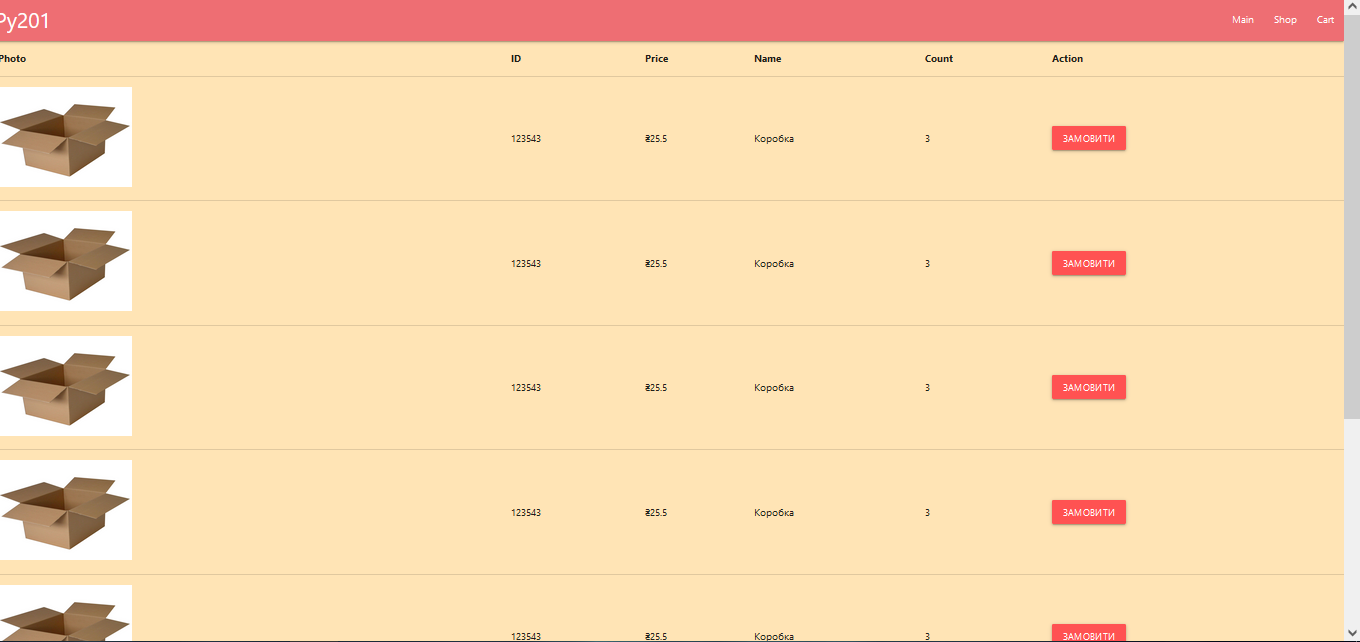 Py201 Main Shop Cart
Photo ID Price Name Count Action
123543 ₴25.5 Коробка 3 ЗАМОВИТИ
123543 ₴25.5 Коробка 3 ЗАМОВИТИ
123543 ₴25.5 Коробка 3 ЗАМОВИТИ
123543 ₴25.5 Коробка 3 ЗАМОВИТИ
123543 ₴25.5 Коробка 3 ЗАМОВИТИ